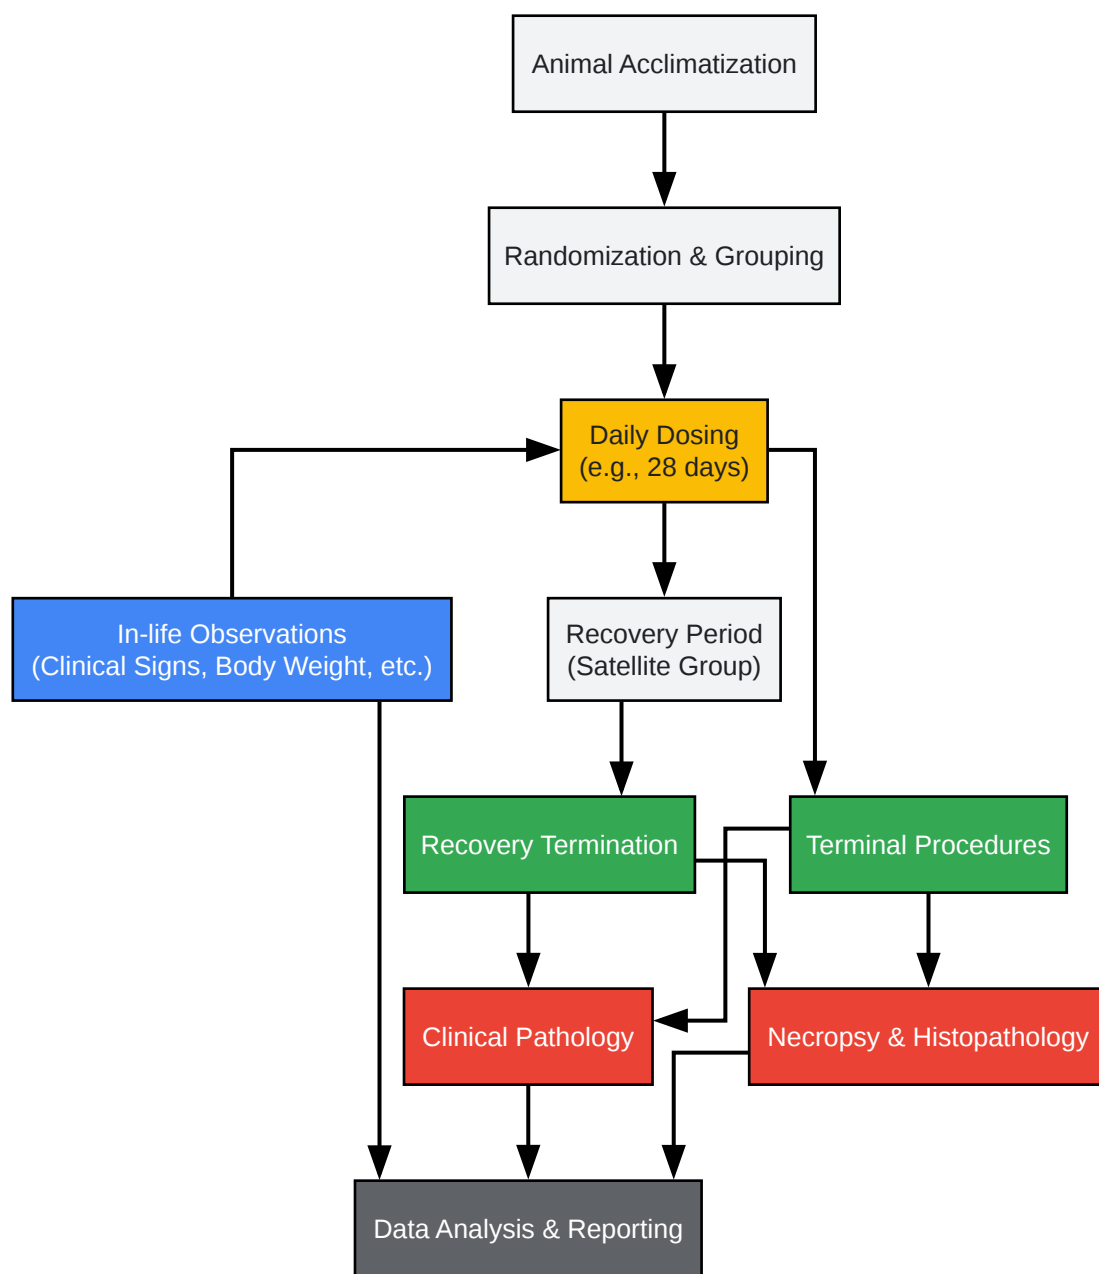 Animal Acclimatization
Randomization & Grouping
Daily Dosing
(e.g., 28 days)
In-life Observations
(Clinical Signs, Body Weight, etc.)
Recovery Period
(Satellite Group)
Recovery Termination
Terminal Procedures
Clinical Pathology
Necropsy & Histopathology
Data Analysis & Reporting